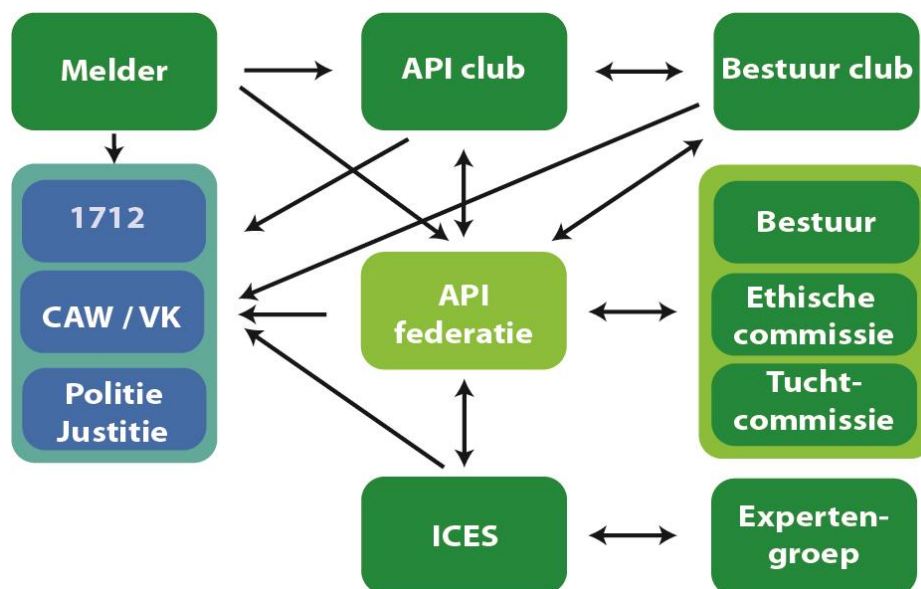 Melder
API club
Bestuur club
1712
CAW / VK
Politie
Justitie
API
federatie
Bestuur
Ethische
commissie
Tucht-
commissie
ICES
Experten-
groep